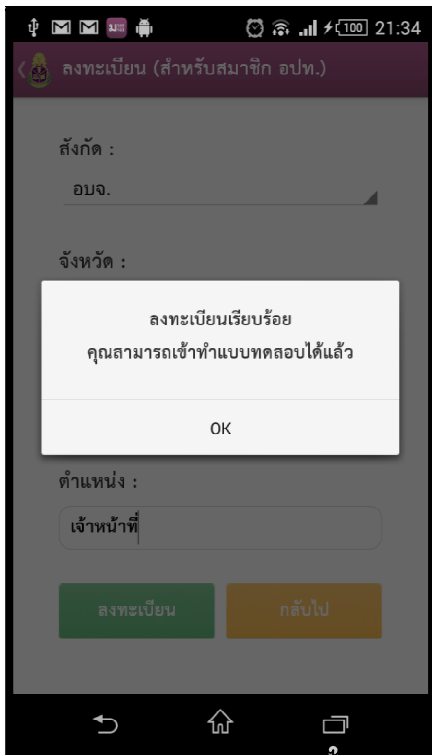 100 21:34
ลงทะเบียน (สำหรับสมาชิก อปท.)
สังกัด :
อบจ.
จังหวัด :
ลงทะเบียนเรียบร้อย
คุณสามารถเข้าทำแบบทดสอบได้แล้ว
OK
ตำแหน่ง :
เจ้าหน้าที่
ลงทะเบียน กลับไป